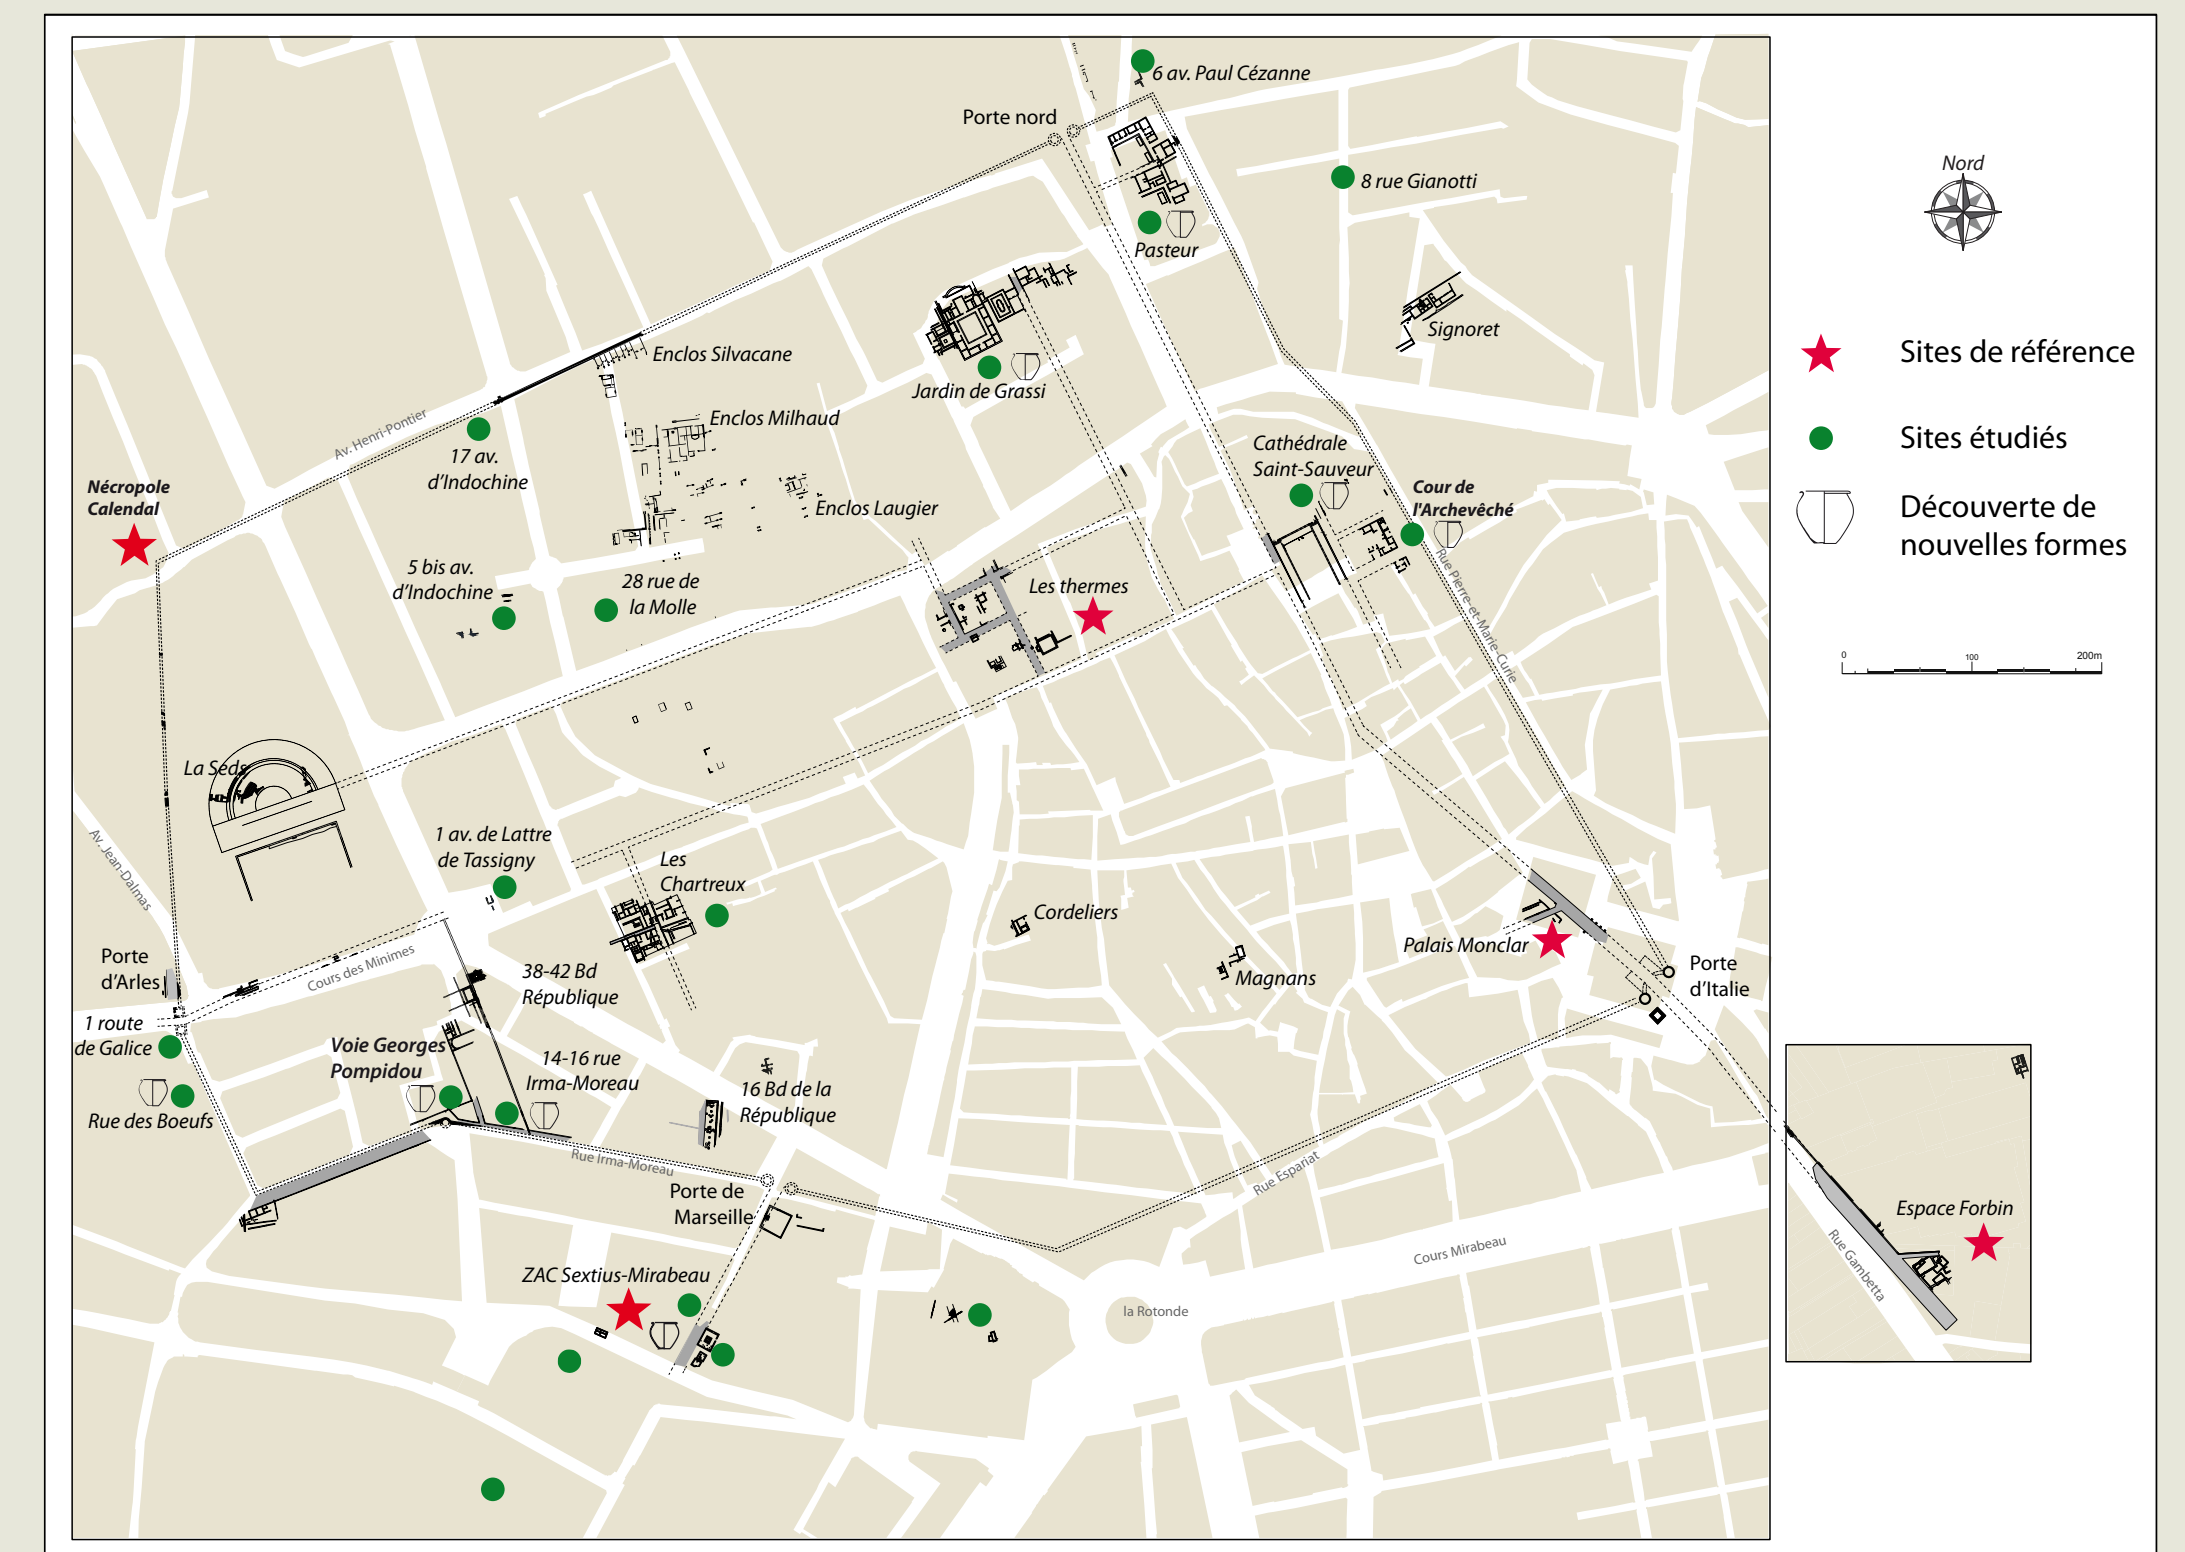 6 av. Paul Cézanne
Porte nord
8 rue Gianotti
Pasteur
Signoret
Enclos Silvacane
Jardin de Grassi
Av. Henri-Pontier
17 av.
d'Indochine
Enclos Milhaud
Enclos Laugier
Cathédrale
Saint-Sauveur
Cour de
l'Archevêché
Nécropole
Calendal
5 bis av.
d'Indochine
28 rue de
la Molle
Les thermes
Rue Pierre-et-Marie-Curie
La Seds
Av. Jean-Dalmas
1 av. de Lattre
de Tassigny
Les
Chartreux
Cordeliers
Magnans
Palais Monclar
Porte
d'Italie
Porte
d'Arles
Cours des Minimes
38-42 Bd
République
1 route
de Galice
Voie Georges
Pompidou
14-16 rue
Irma-Moreau
16 Bd de la
République
Rue des Boeufs
Rue Irma-Moreau
Porte de
Marseille
Rue Espariat
ZAC Sextius-Mirabeau
la Rotonde
Cours Mirabeau
Espace Forbin
Rue Gambetta
Nord
Sites de référence
Sites étudiés
Découverte de
nouvelles formes
0 100 200m